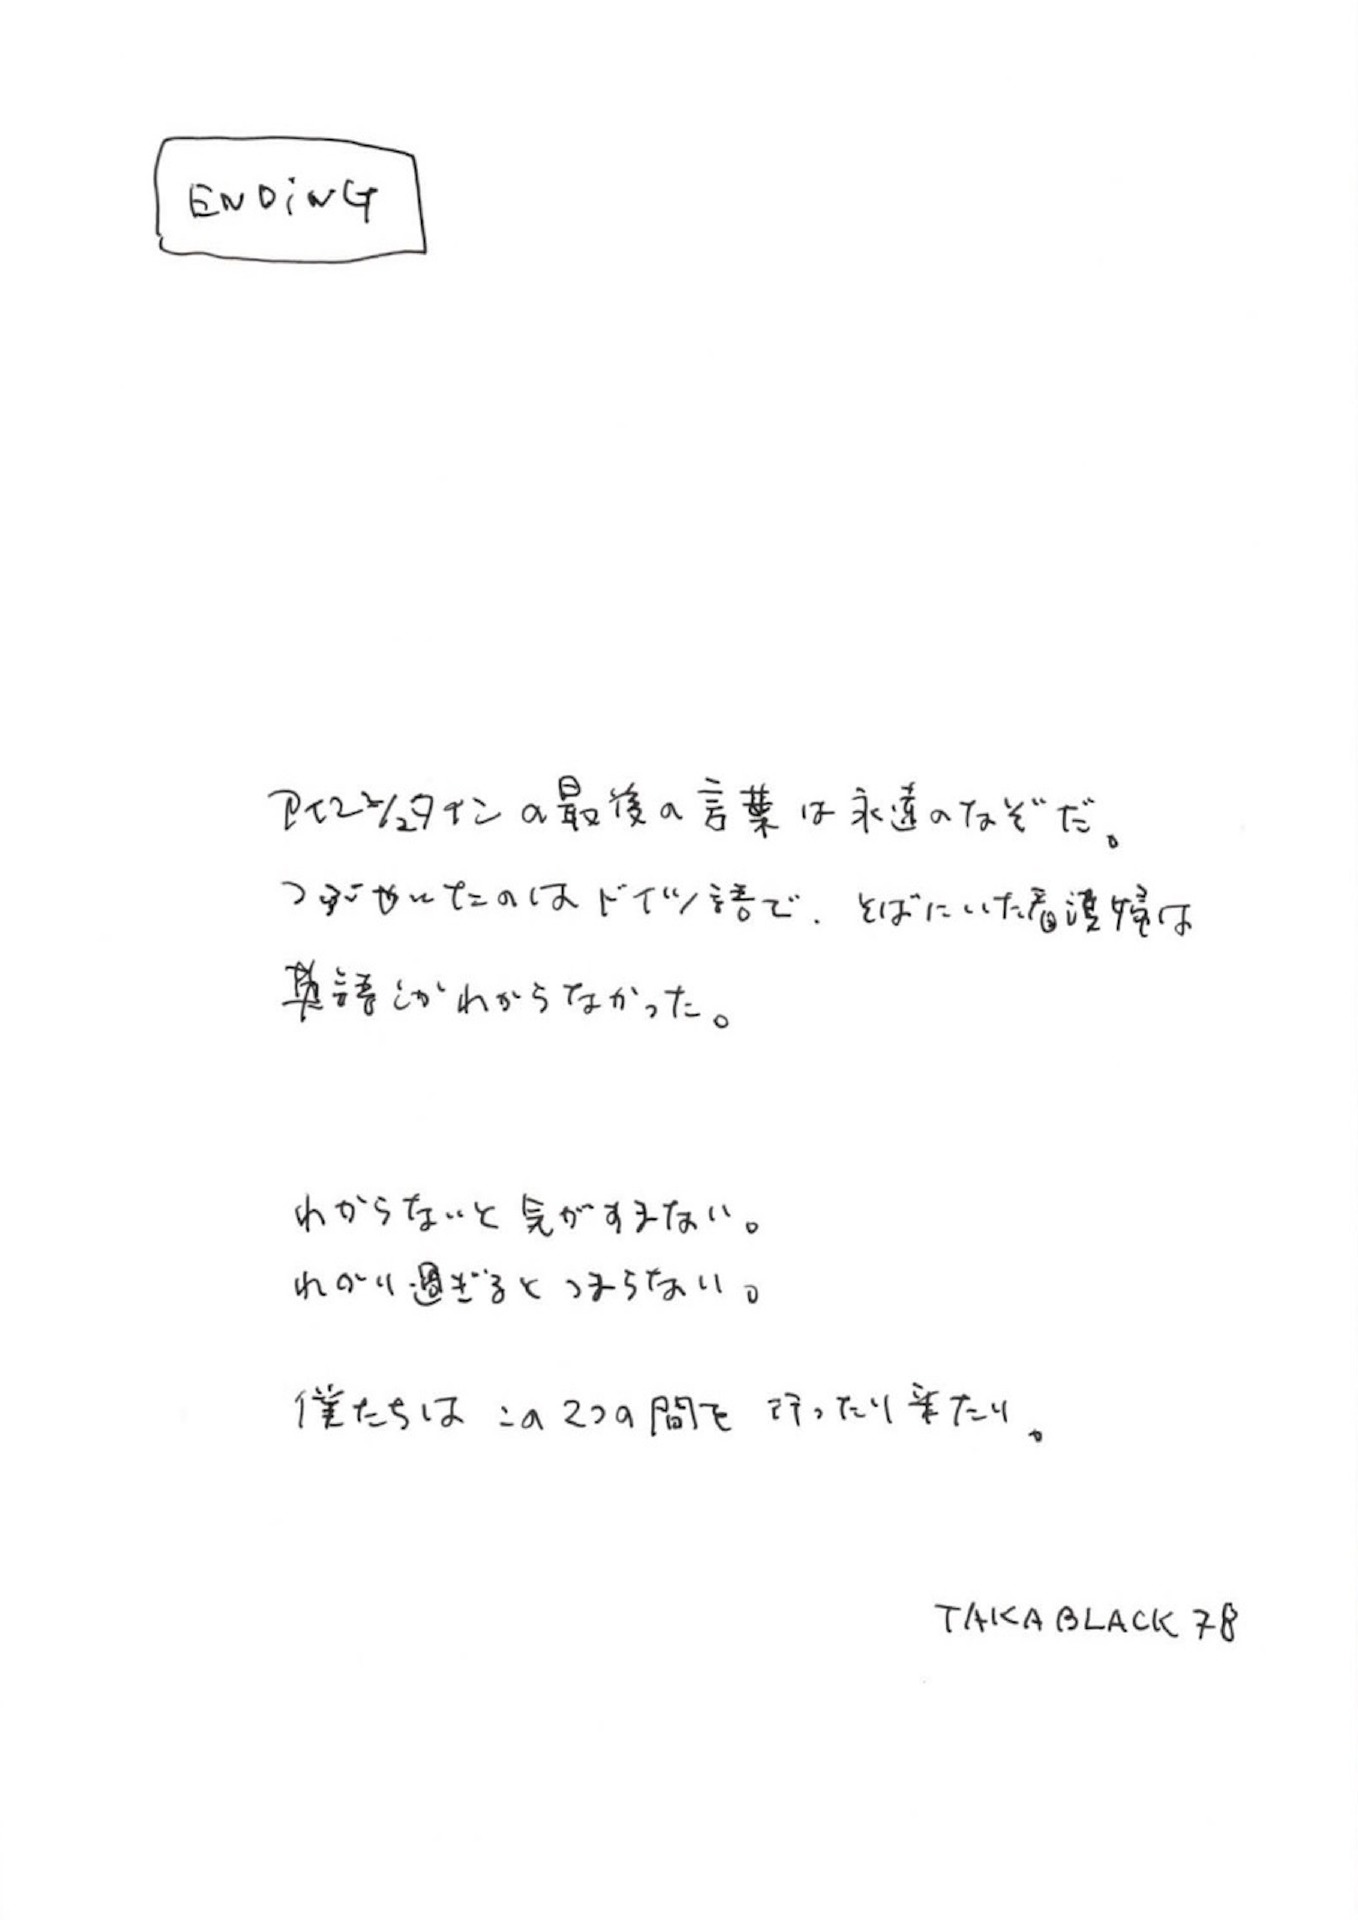 ENDiNG
アインシュタインの最後の言葉は永遠のなぞだ。
つぶやいたのはドイツ語で、そばにいた看護婦は
英語しかわからなかった。
わからないと気がすまない。
わかり過ぎるとつまらない。
僕たちは この2つの間を 行ったり来たり。
TAKA BLACK 78